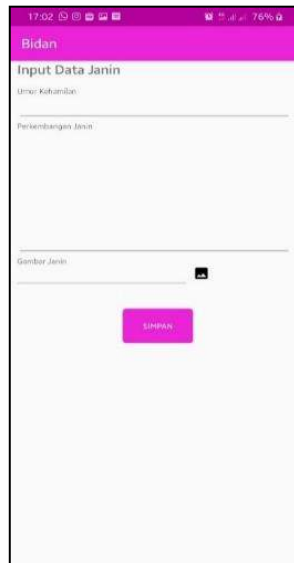 17:02 76%
Bidan
Input Data Janin
Umur Kehamilan
Perkembangan Janin
Gambar Janin
SIMPAN